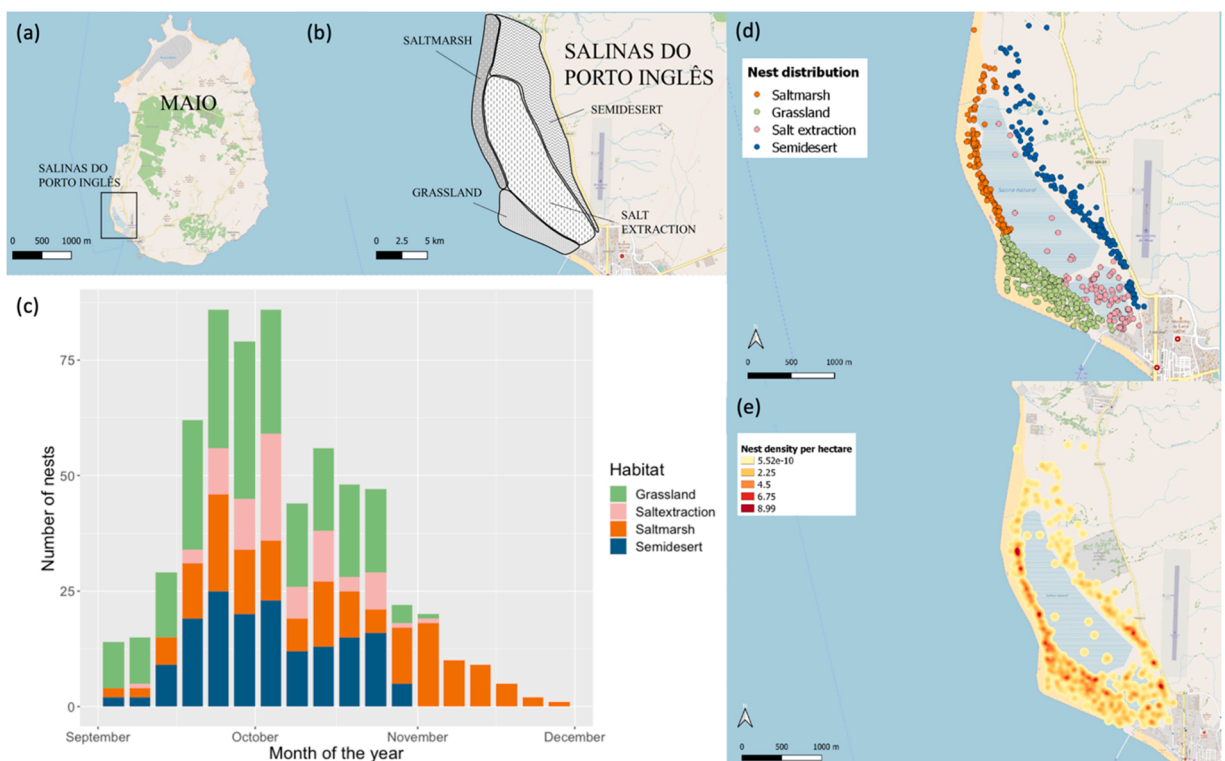 (a)
MAIO
SALINAS DO
PORTO INGLÊS
0 500 1000 m
(b)
SALTMARSH
SALINAS DO
PORTO INGLÊS
SEMIDESERT
GRASSLAND
SALT
EXTRACTION
0 2.5 5 km
(c)
Number of nests
75
50
25
0
September October November December
Month of the year
Habitat
Grassland
Saltextraction
Saltmarsh
Semidesert
(d)
Nest distribution
Saltmarsh
Grassland
Salt extraction
Semidesert
0 500 1000 m
(e)
Nest density per hectare
5.52e-10
2.25
4.5
6.75
8.99
0 500 1000 m